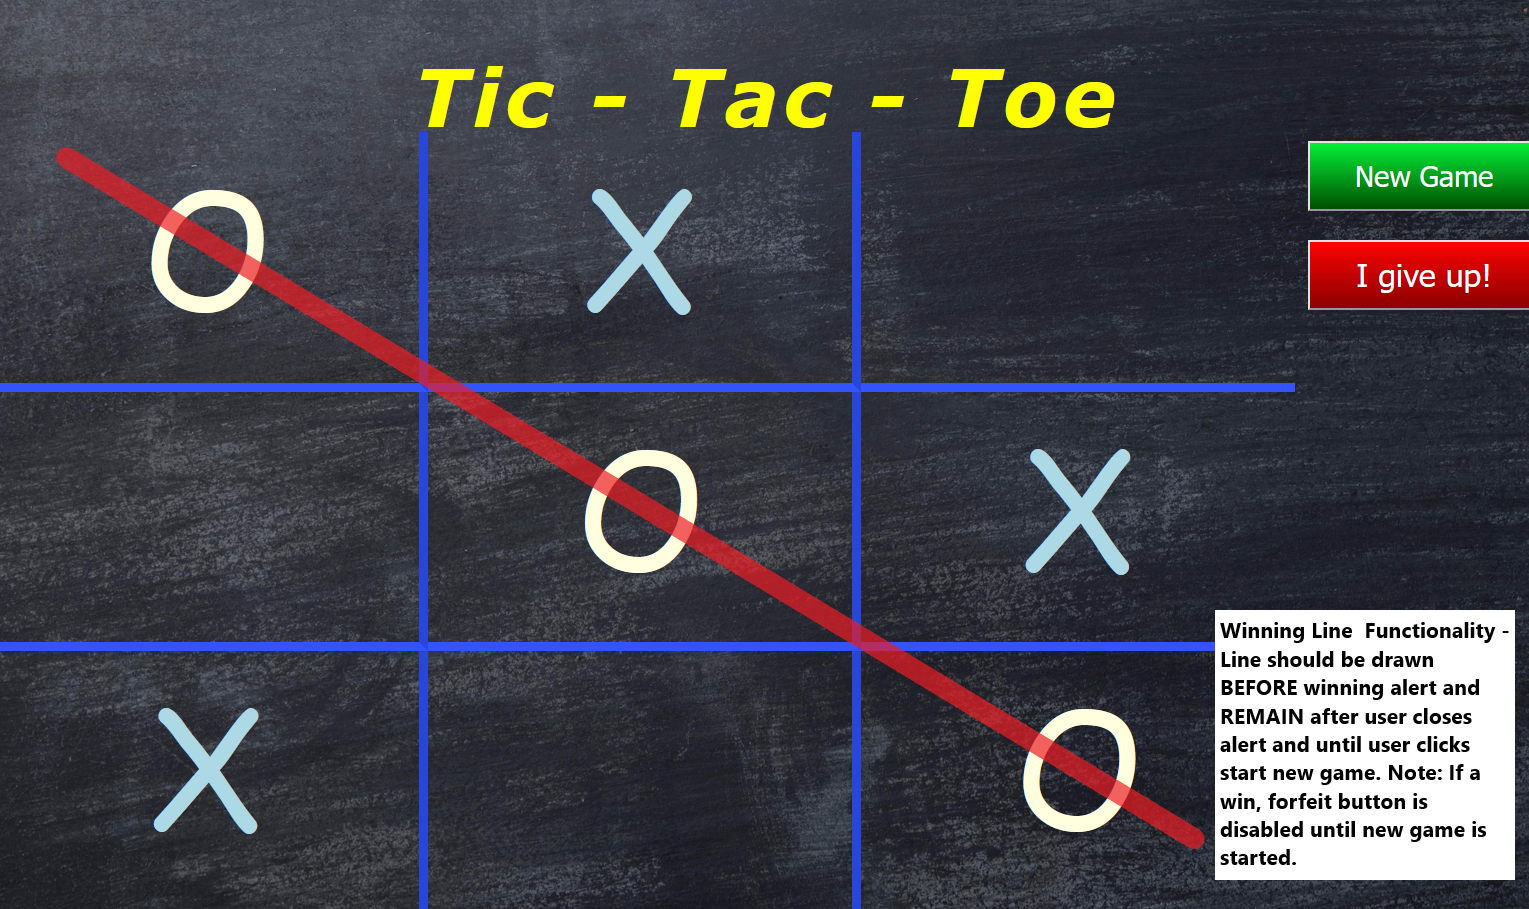 Tic - Tac - Toe
New Game
I give up!
O X
O X
X O
Winning Line  Functionality -
Line should be drawn
BEFORE winning alert and
REMAIN after user closes
alert and until user clicks
start new game. Note: If a
win, forfeit button is
disabled until new game is
started.